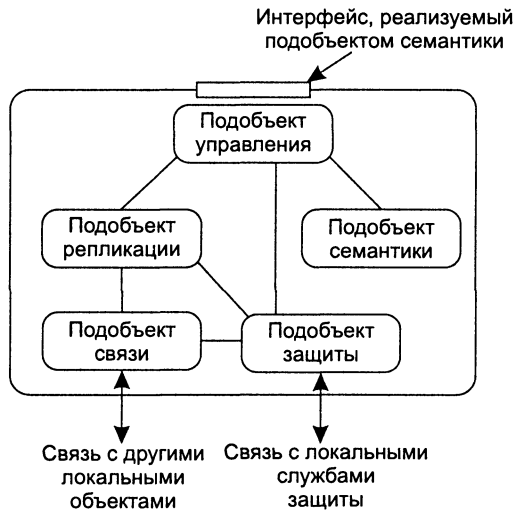 Интерфейс, реализуемый
подобъектом семантики
Подобъект
управления
Подобъект
репликации
Подобъект
семантики
Подобъект
связи
Подобъект
защиты
Связь с другими
локальными
объектами
Связь с локальными
службами
защиты